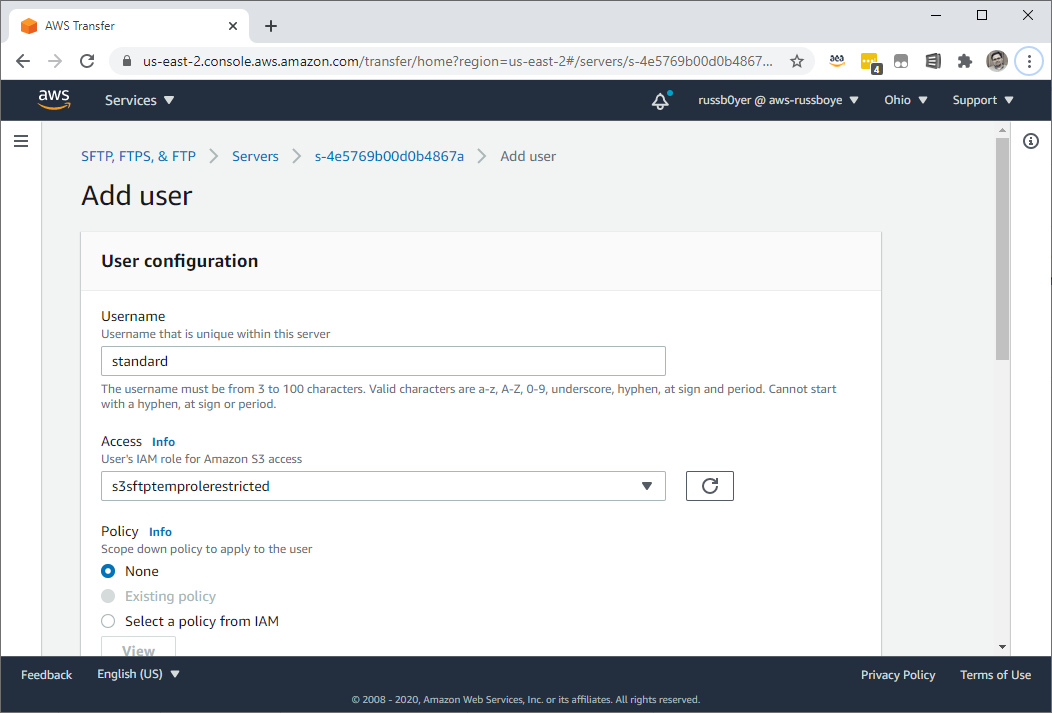 AWS Transfer
us-east-2.console.aws.amazon.com/transfer/home?region=us-east-2#/servers/s-4e5769b00d0b4867...
4
aws
Services
russb0yer @ aws-russboye
Ohio
Support
SFTP, FTPS, & FTP
Servers
s-4e5769b00d0b4867a
Add user
Add user
User configuration
Username
Username that is unique within this server
standard
The username must be from 3 to 100 characters. Valid characters are a-z, A-Z, 0-9, underscore, hyphen, at sign and period. Cannot start
with a hyphen, at sign or period.
Access Info
User's IAM role for Amazon S3 access
s3sftptemprolerestricted
Policy Info
Scope down policy to apply to the user
None
Existing policy
Select a policy from IAM
View
Feedback
English (US)
Privacy Policy
Terms of Use
© 2008 - 2020, Amazon Web Services, Inc. or its affiliates. All rights reserved.